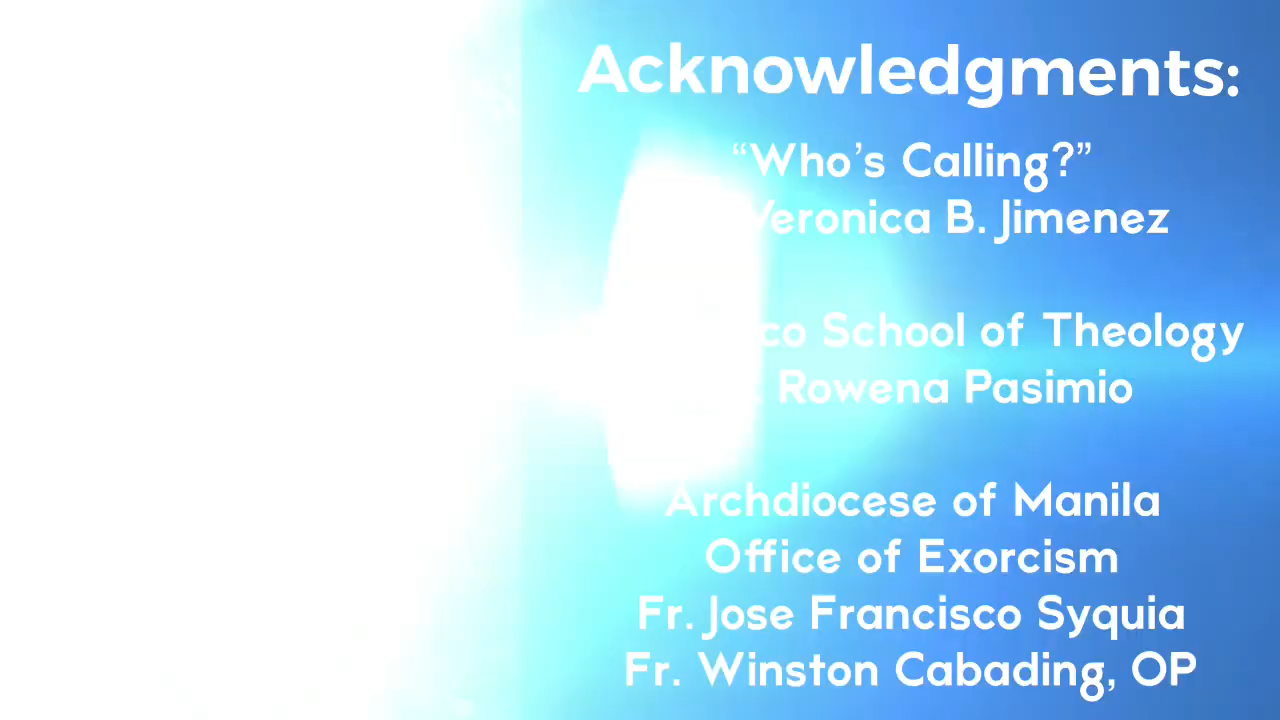 Acknowledgments:
“Who’s Calling?”
Veronica B. Jimenez
School of Theology
Rowena Pasimio
Archdiocese of Manila
Office of Exorcism
Fr. Jose Francisco Syquia
Fr. Winston Cabading, OP